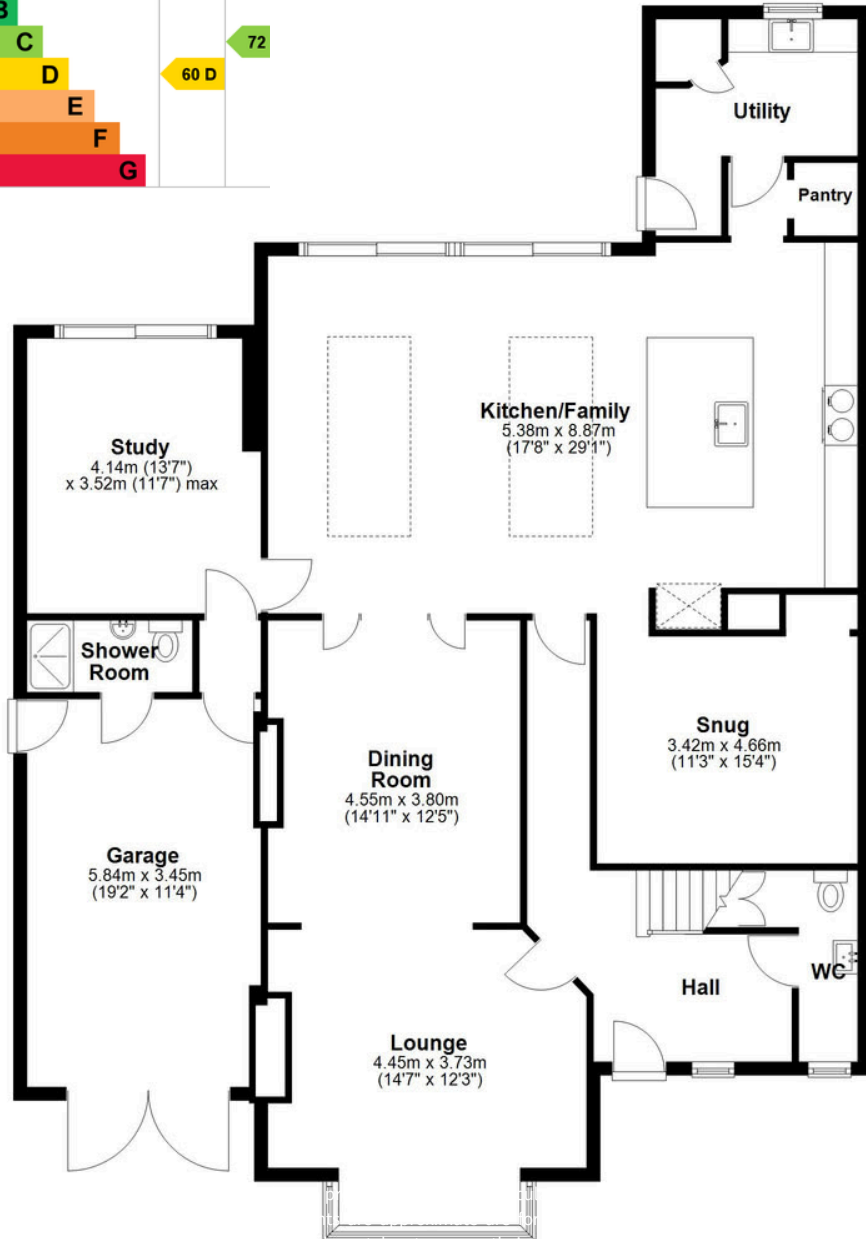 B
C
72
D
60 D
E
F
G
Utility
Pantry
Kitchen/Family
5.38m x 8.87m
(17'8" x 29'1")
Study
4.14m (13'7")
x 3.52m (11'7") max
Shower
Room
Snug
3.42m x 4.66m
(11'3" x 15'4")
Dining
Room
4.55m x 3.80m
(14'11" x 12'5")
Garage
5.84m x 3.45m
(19'2" x 11'4")
WC
Hall
Lounge
4.45m x 3.73m
(14'7" x 12'3")